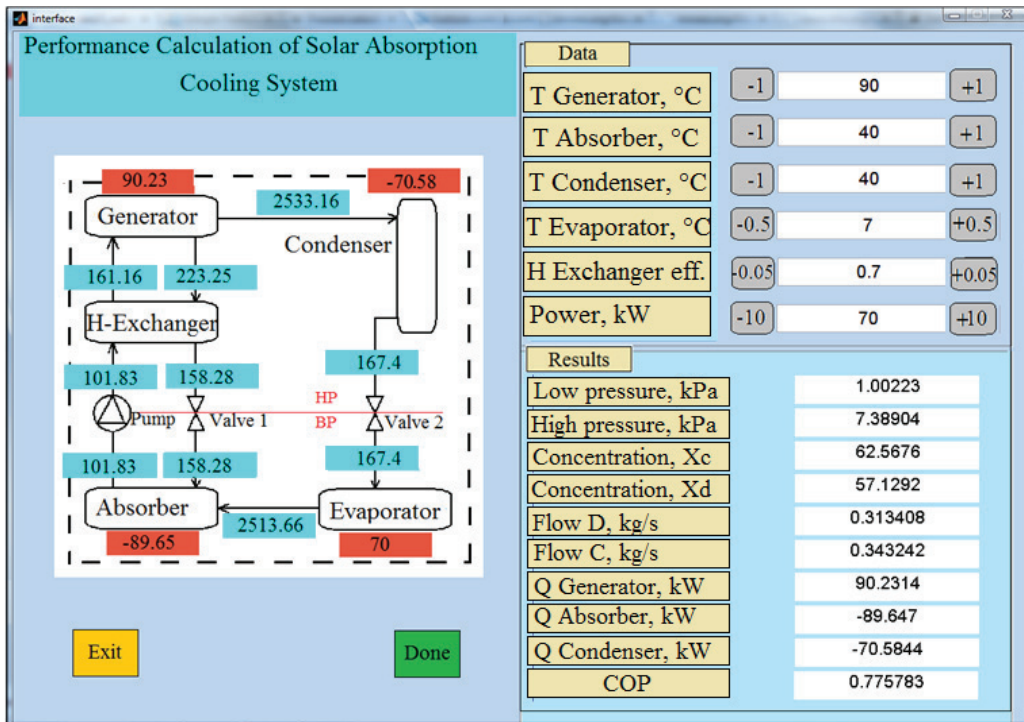 interface
Performance Calculation of Solar Absorption
Cooling System
90.23
-70.58
2533.16
Generator
Condenser
161.16
223.25
H-Exchanger
101.83
158.28
167.4
HP
Pump
Valve 1
BP
Valve 2
101.83
158.28
167.4
Absorber
2513.66
Evaporator
-89.65
70
Exit
Done
Data
T Generator, °C -1 90 +1
T Absorber, °C -1 40 +1
T Condenser, °C -1 40 +1
T Evaporator, °C -0.5 7 +0.5
H Exchanger eff. -0.05 0.7 +0.05
Power, kW -10 70 +10
Results
Low pressure, kPa 1.00223
High pressure, kPa 7.38904
Concentration, Xc 62.5676
Concentration, Xd 57.1292
Flow D, kg/s 0.313408
Flow C, kg/s 0.343242
Q Generator, kW 90.2314
Q Absorber, kW -89.647
Q Condenser, kW -70.5844
COP 0.775783